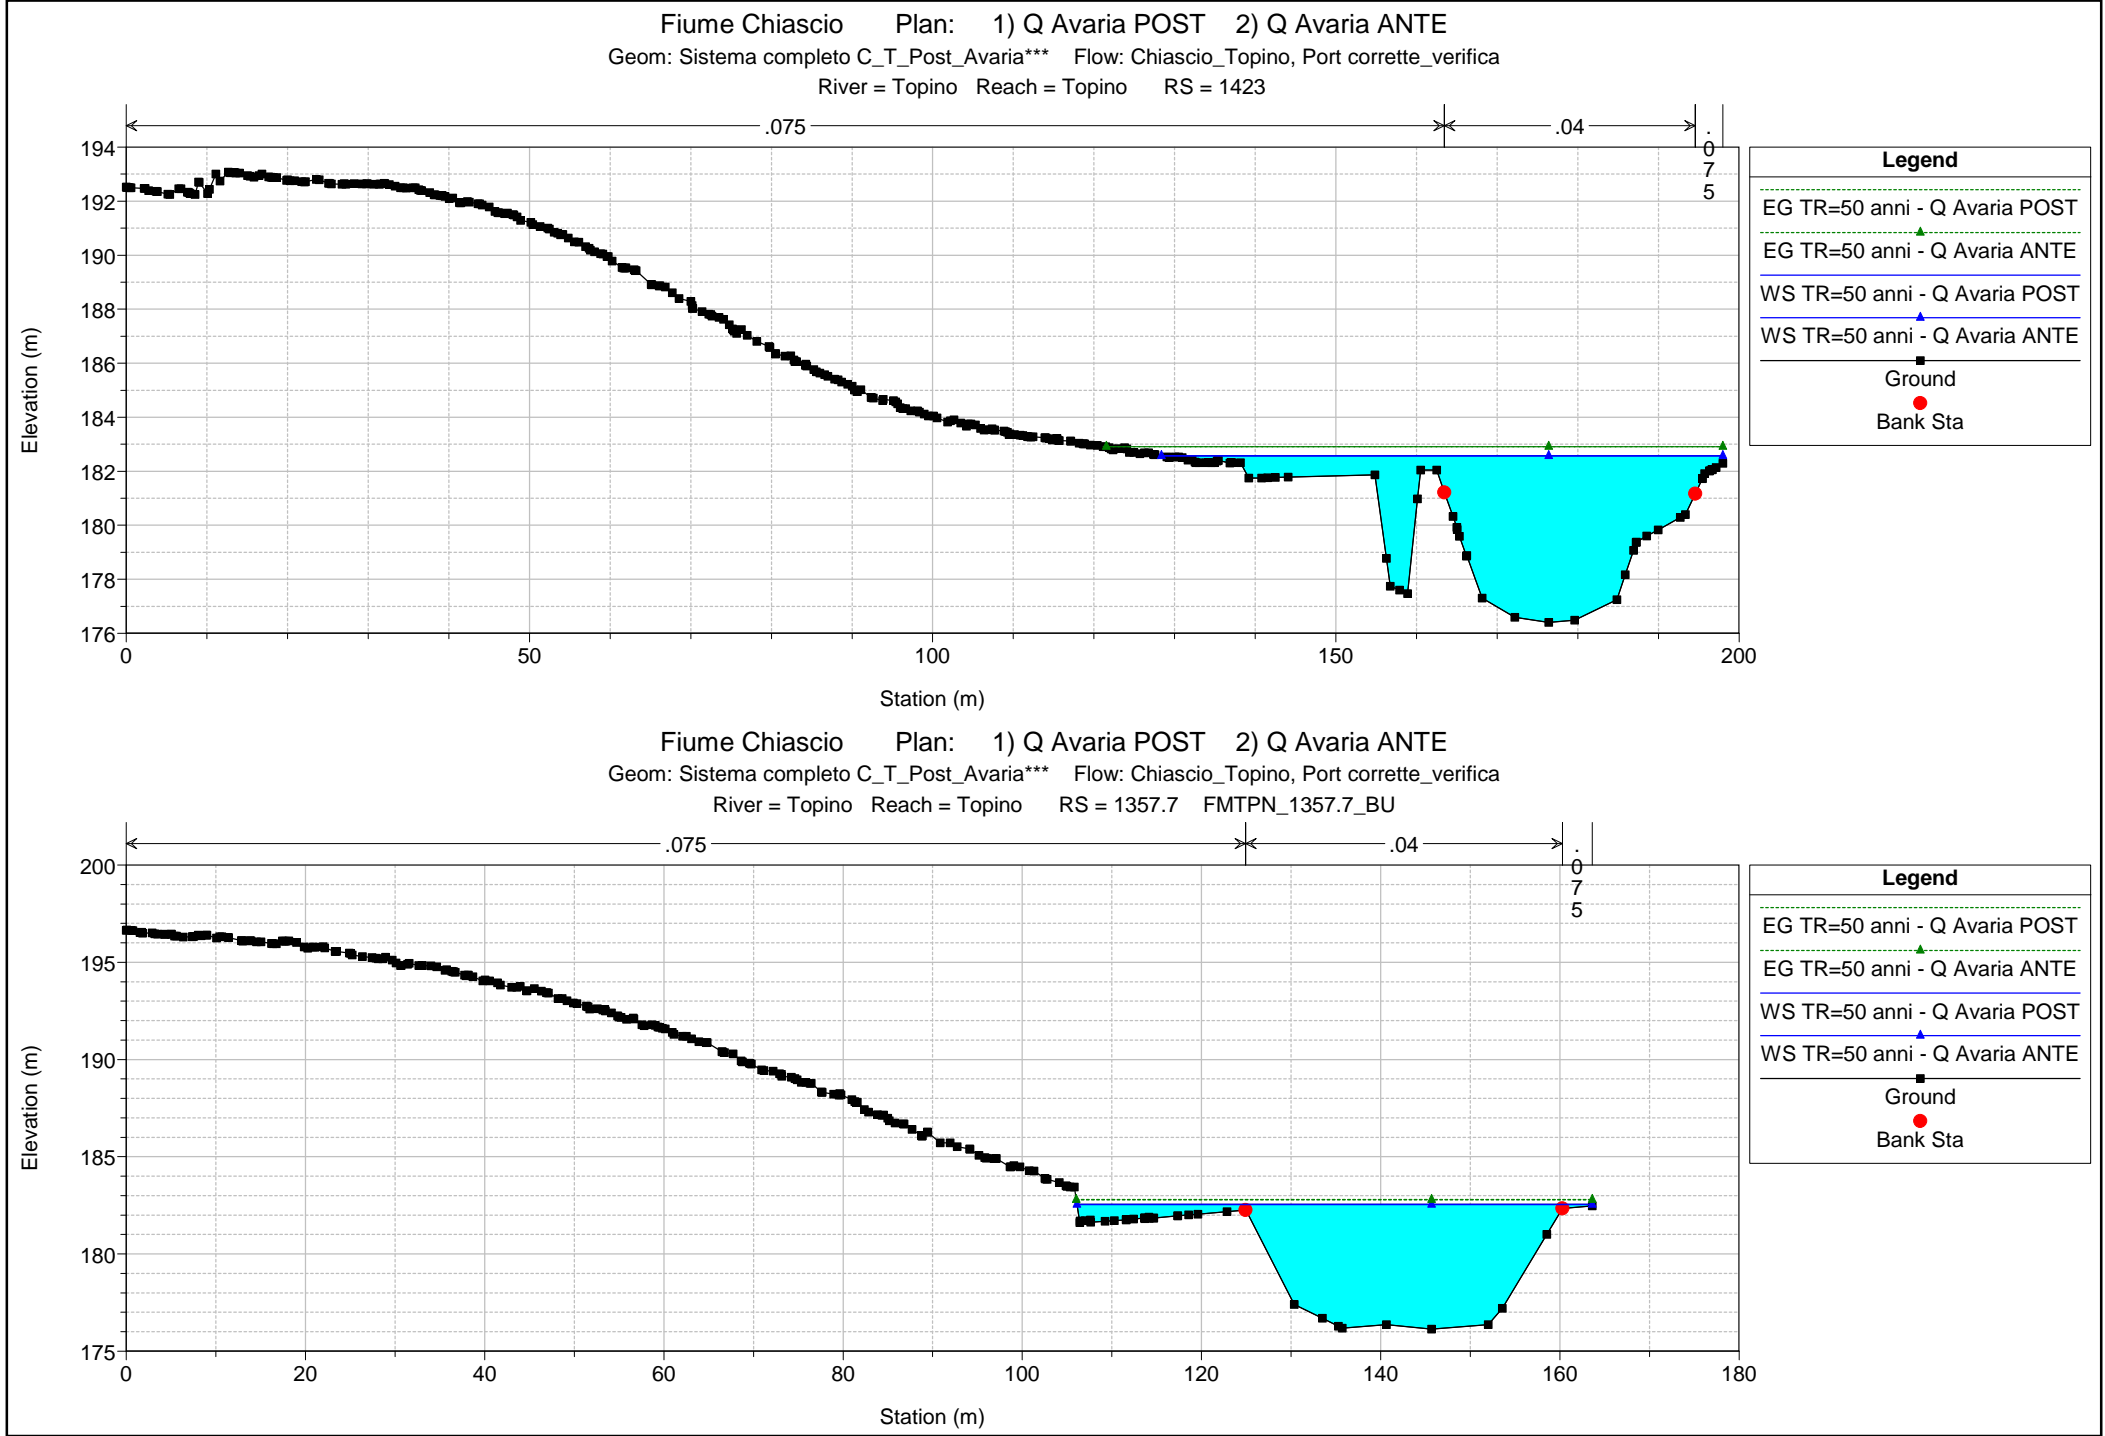 Fiume Chiascio Plan: 1) Q Avaria POST 2) Q Avaria ANTE
Geom: Sistema completo C_T_Post_Avaria*** Flow: Chiascio_Topino, Port corrette_verifica
River = Topino Reach = Topino RS = 1423
.075
.04
.075
194
192
190
188
186
184
182
180
178
176
Elevation (m)
0 50 100 150 200
Station (m)
Legend
EG TR=50 anni - Q Avaria POST
EG TR=50 anni - Q Avaria ANTE
WS TR=50 anni - Q Avaria POST
WS TR=50 anni - Q Avaria ANTE
Ground
Bank Sta
Fiume Chiascio Plan: 1) Q Avaria POST 2) Q Avaria ANTE
Geom: Sistema completo C_T_Post_Avaria*** Flow: Chiascio_Topino, Port corrette_verifica
River = Topino Reach = Topino RS = 1357.7 FMTPN_1357.7_BU
.075
.04
.075
200
195
190
185
180
175
Elevation (m)
0 20 40 60 80 100 120 140 160 180
Station (m)
Legend
EG TR=50 anni - Q Avaria POST
EG TR=50 anni - Q Avaria ANTE
WS TR=50 anni - Q Avaria POST
WS TR=50 anni - Q Avaria ANTE
Ground
Bank Sta